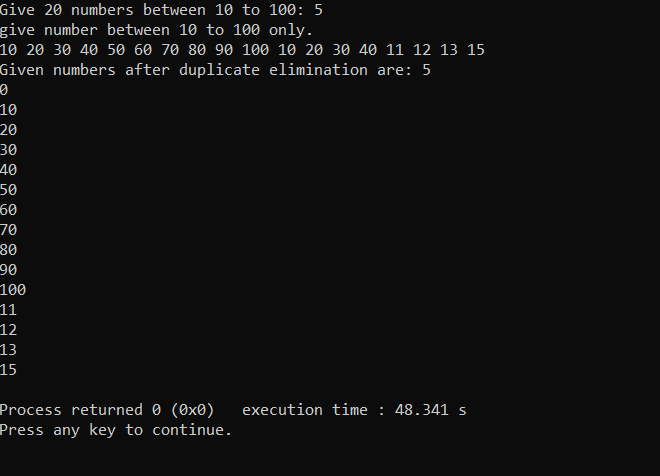 Give 20 numbers between 10 to 100: 5
give number between 10 to 100 only.
10 20 30 40 50 60 70 80 90 100 10 20 30 40 11 12 13 15
Given numbers after duplicate elimination are: 5
0
10
20
30
40
50
60
70
80
90
100
11
12
13
15
Process returned 0 (0x0)   execution time : 48.341 s
Press any key to continue.